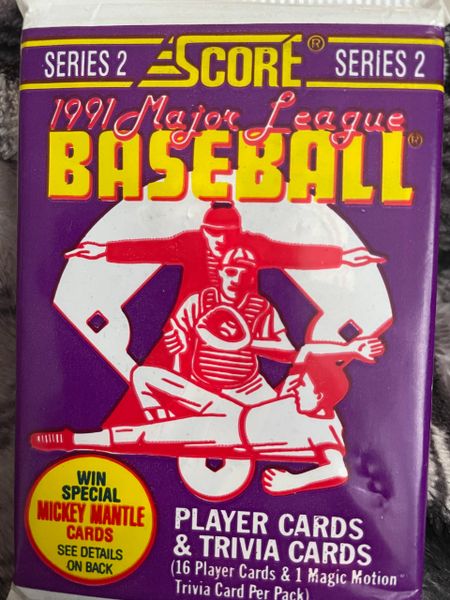 SERIES 2 SCORE® SERIES 2
1991 Major League
BASEBALL®
WIN
SPECIAL
MICKEY MANTLE
CARDS
SEE DETAILS
ON BACK
PLAYER CARDS
& TRIVIA CARDS
(16 Player Cards & 1 Magic Motion™
Trivia Card Per Pack)